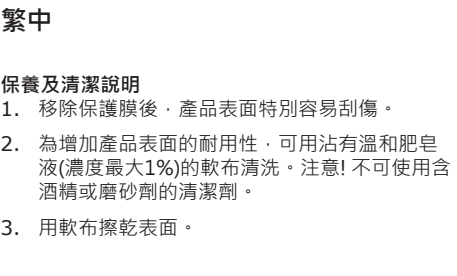 繁中
保養及清潔說明
1. 移除保護膜後，產品表面特別容易刮傷。
2. 為增加產品表面的耐用性，可用沾有溫和肥皂
液(濃度最大1%)的軟布清洗。注意! 不可使用含
酒精或磨砂劑的清潔劑。
3. 用軟布擦乾表面。